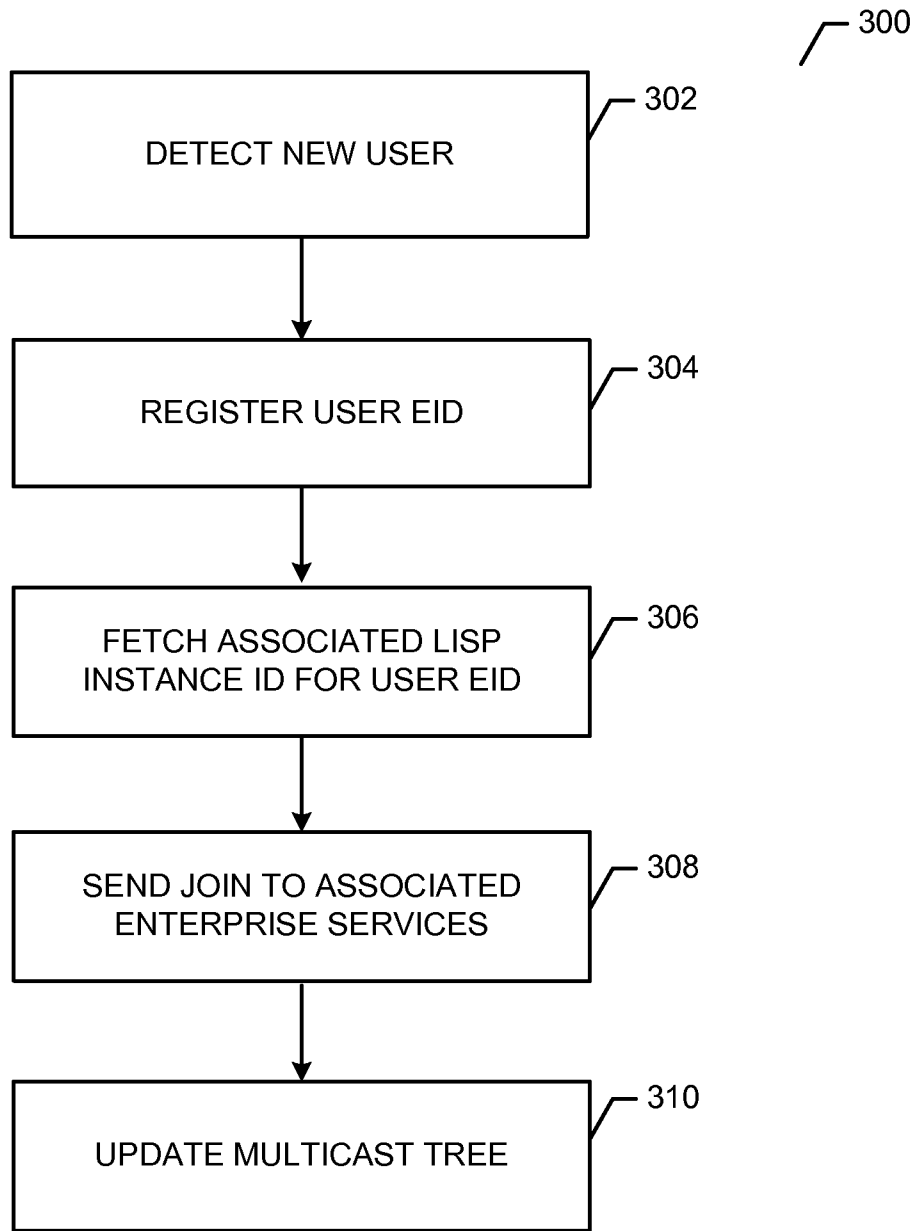 300
302
DETECT NEW USER
304
REGISTER USER EID
306
FETCH ASSOCIATED LISP
INSTANCE ID FOR USER EID
308
SEND JOIN TO ASSOCIATED
ENTERPRISE SERVICES
310
UPDATE MULTICAST TREE